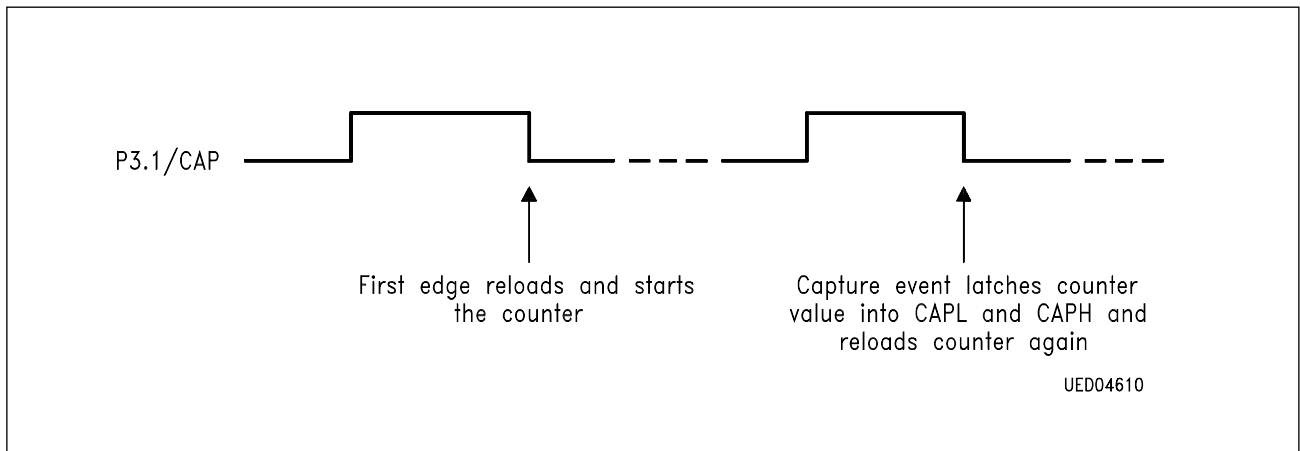 P3.1/CAP
First edge reloads and starts
the counter
Capture event latches counter
value into CAPL and CAPH and
reloads counter again
UED04610